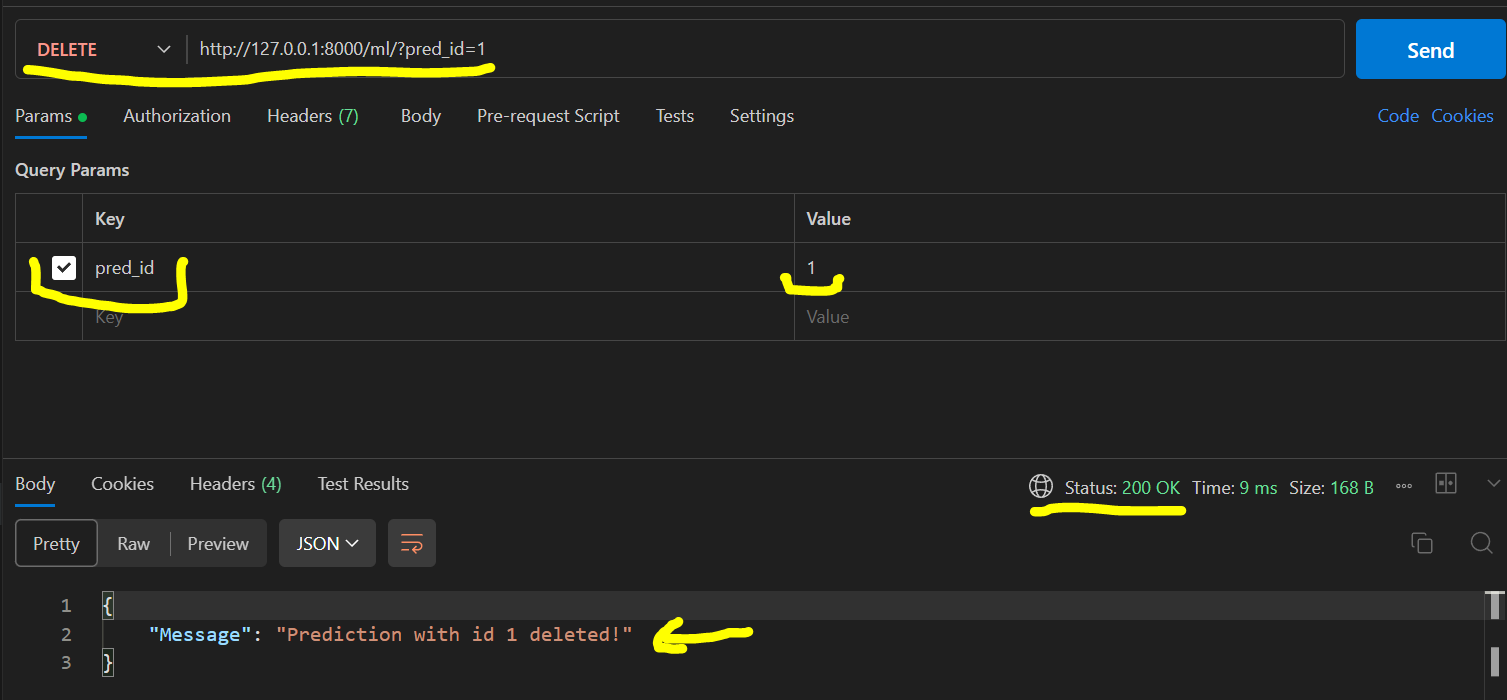 DELETE http://127.0.0.1:8000/ml/?pred_id=1 Send
Params Authorization Headers (7) Body Pre-request Script Tests Settings Code Cookies
Query Params
Key Value
pred_id 1
Key Value
Body Cookies Headers (4) Test Results Status: 200 OK Time: 9 ms Size: 168 B
Pretty Raw Preview JSON
1 {
2 "Message": "Prediction with id 1 deleted!"
3 }